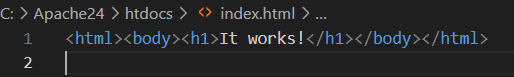 C: > Apache24 > htdocs > <> index.html > ...
1 <html><body><h1>It works!</h1></body></html>
2